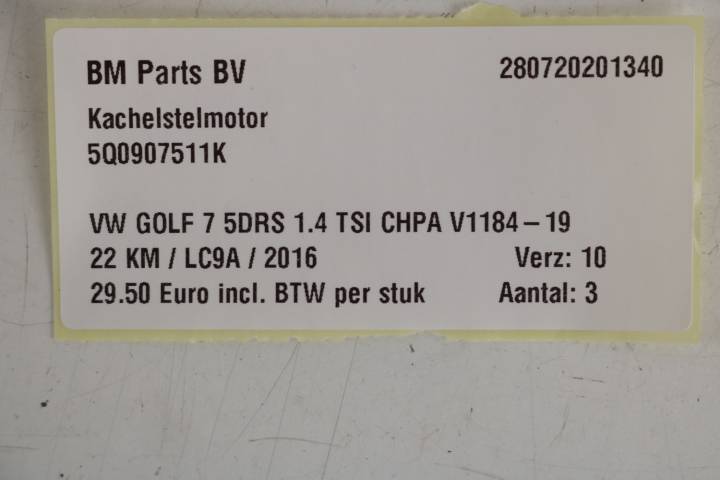 BM Parts BV 280720201340
Kachelstelmotor
5Q0907511K
VW GOLF 7 5DRS 1.4 TSI CHPA V1184 – 19
22 KM / LC9A / 2016 Verz: 10
29.50 Euro incl. BTW per stuk Aantal: 3